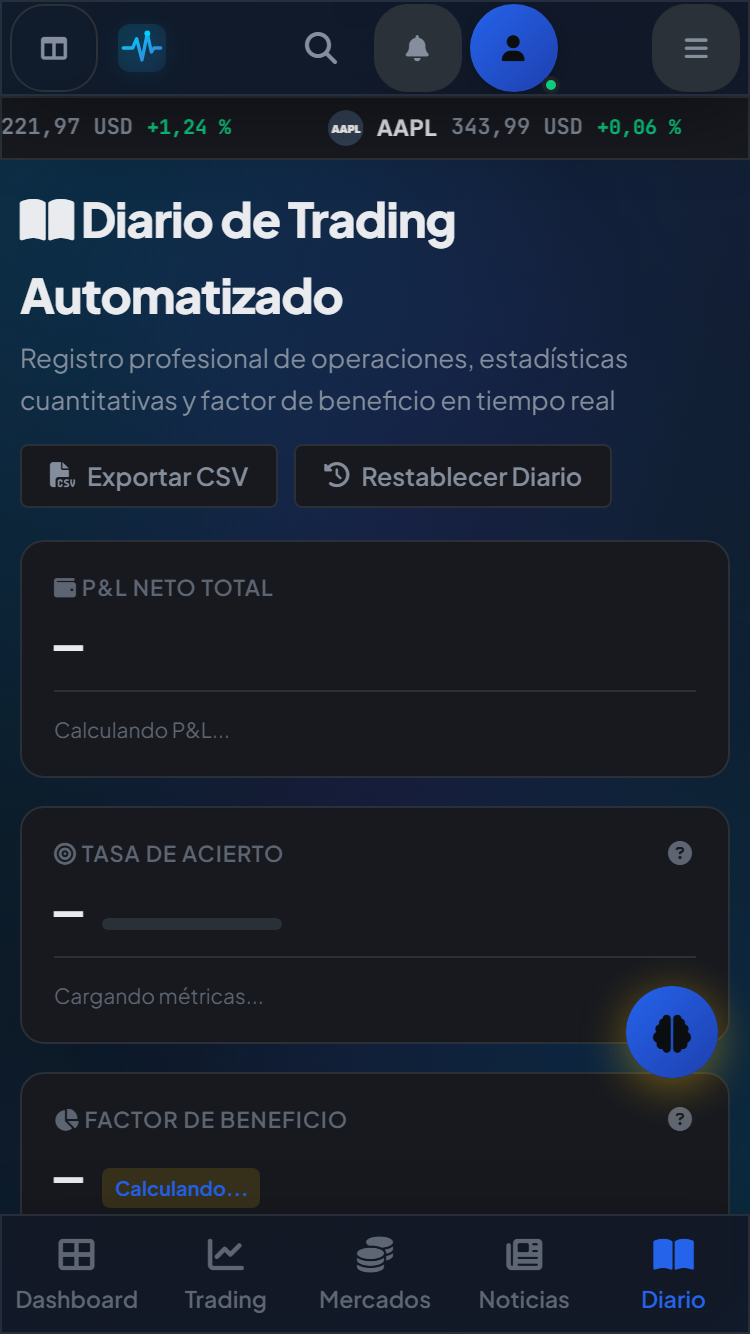 221,97 USD +1,24 %
AAPL AAPL 343,99 USD +0,06 %
Diario de Trading
Automatizado
Registro profesional de operaciones, estadísticas
cuantitativas y factor de beneficio en tiempo real
CSV Exportar CSV
Restablecer Diario
P&L NETO TOTAL
—
Calculando P&L...
TASA DE ACIERTO ?
—
Cargando métricas...
FACTOR DE BENEFICIO ?
— Calculando...
Dashboard
Trading
Mercados
Noticias
Diario